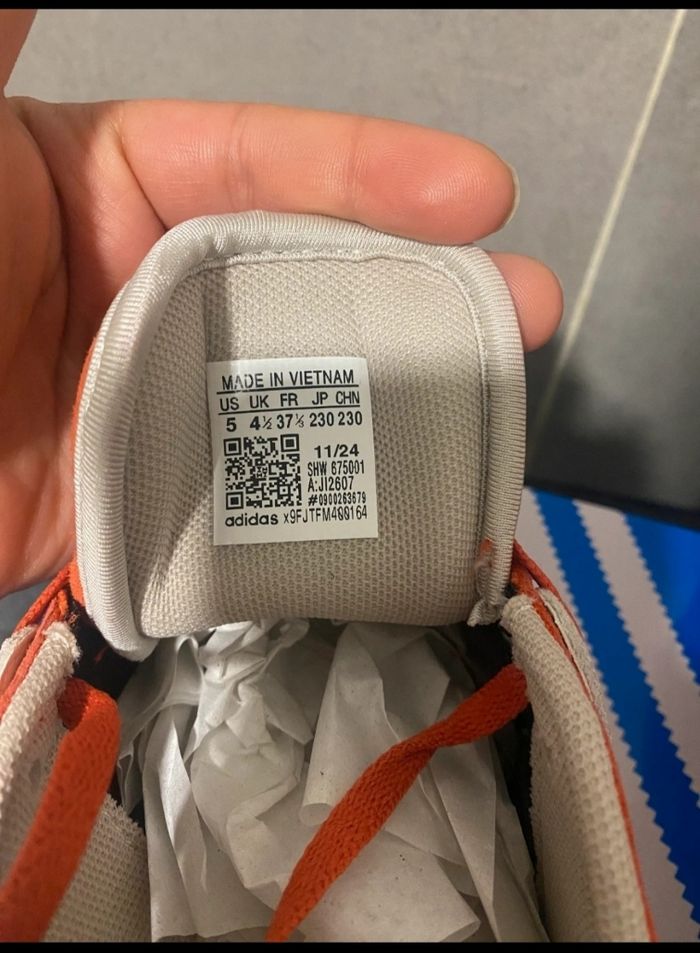 MADE IN VIETNAM
US UK FR JP CHN
5 4½ 37⅓ 230 230
11/24
SHW 675001
A:JI2607
#0900263679
adidas x9FJTFM400164